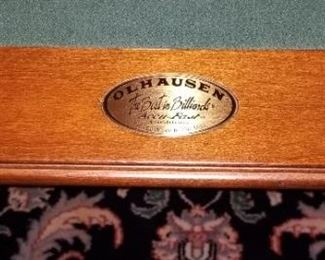 OLHAUSEN
The Best in Billiards
Accu-Fast